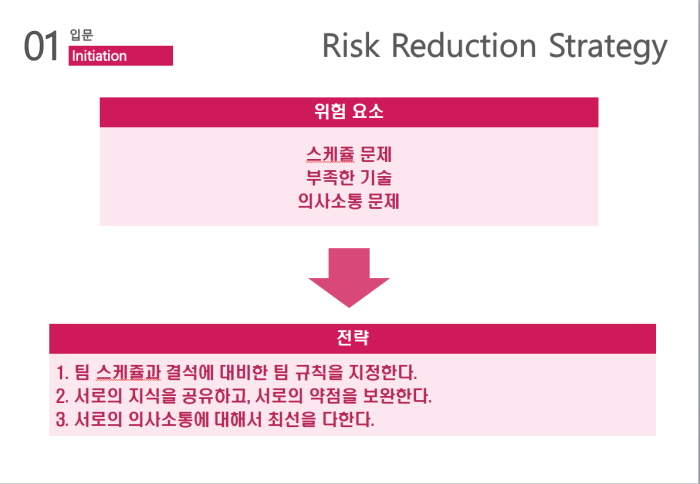 01
입문
Initiation
Risk Reduction Strategy
위험 요소
스케쥴 문제
부족한 기술
의사소통 문제
전략
1. 팀 스케쥴과 결석에 대비한 팀 규칙을 지정한다.
2. 서로의 지식을 공유하고, 서로의 약점을 보완한다.
3. 서로의 의사소통에 대해서 최선을 다한다.